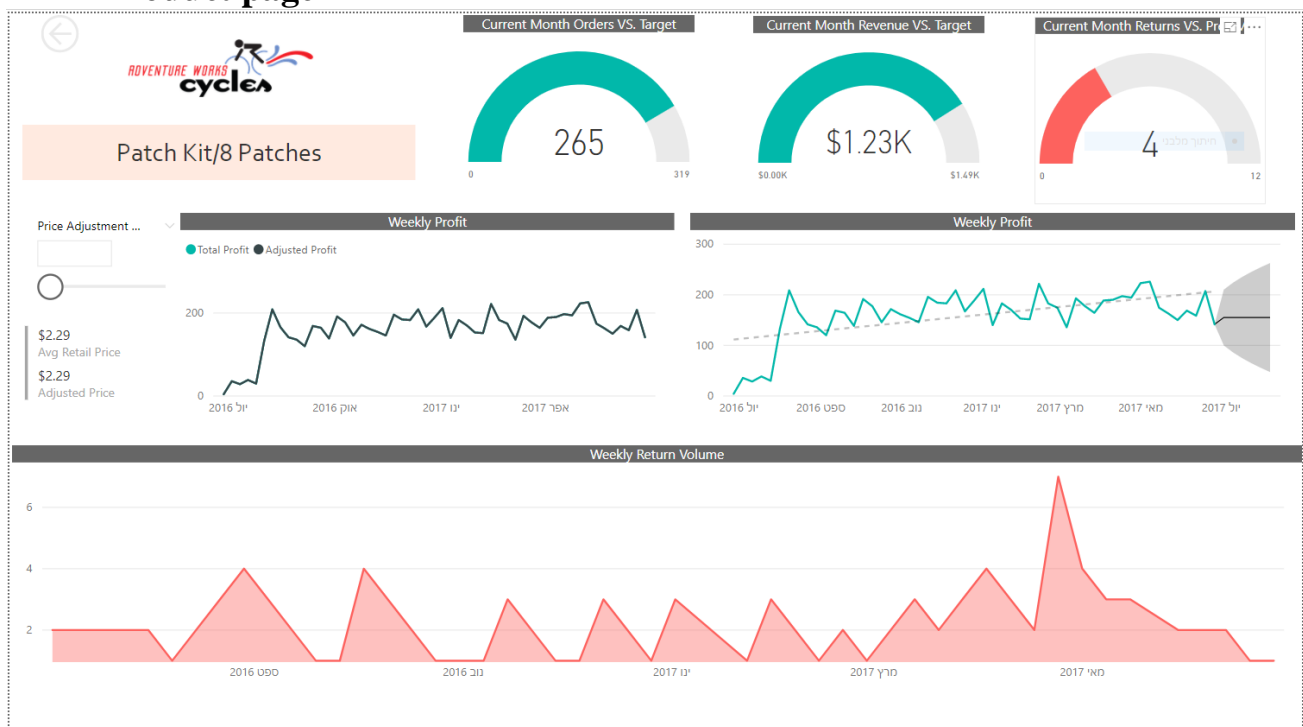 Current Month Orders VS. Target
Current Month Revenue VS. Target
Current Month Returns VS.
ADVENTURE WORKS
cycles
Patch Kit/8 Patches
265
0
319
$1.23K
$0.00K
$1.49K
4
חיתוך מלבני
0
12
Price Adjustment ...
$2.29
Avg Retail Price
$2.29
Adjusted Price
Weekly Profit
Total Profit
Adjusted Profit
200
0
יול 2016
אוק 2016
ינו 2017
אפר 2017
Weekly Profit
300
200
100
0
יול 2016
ספט 2016
נוב 2016
ינו 2017
מרץ 2017
מאי 2017
יול 2017
Weekly Return Volume
6
4
2
ספט 2016
נוב 2016
ינו 2017
מרץ 2017
מאי 2017